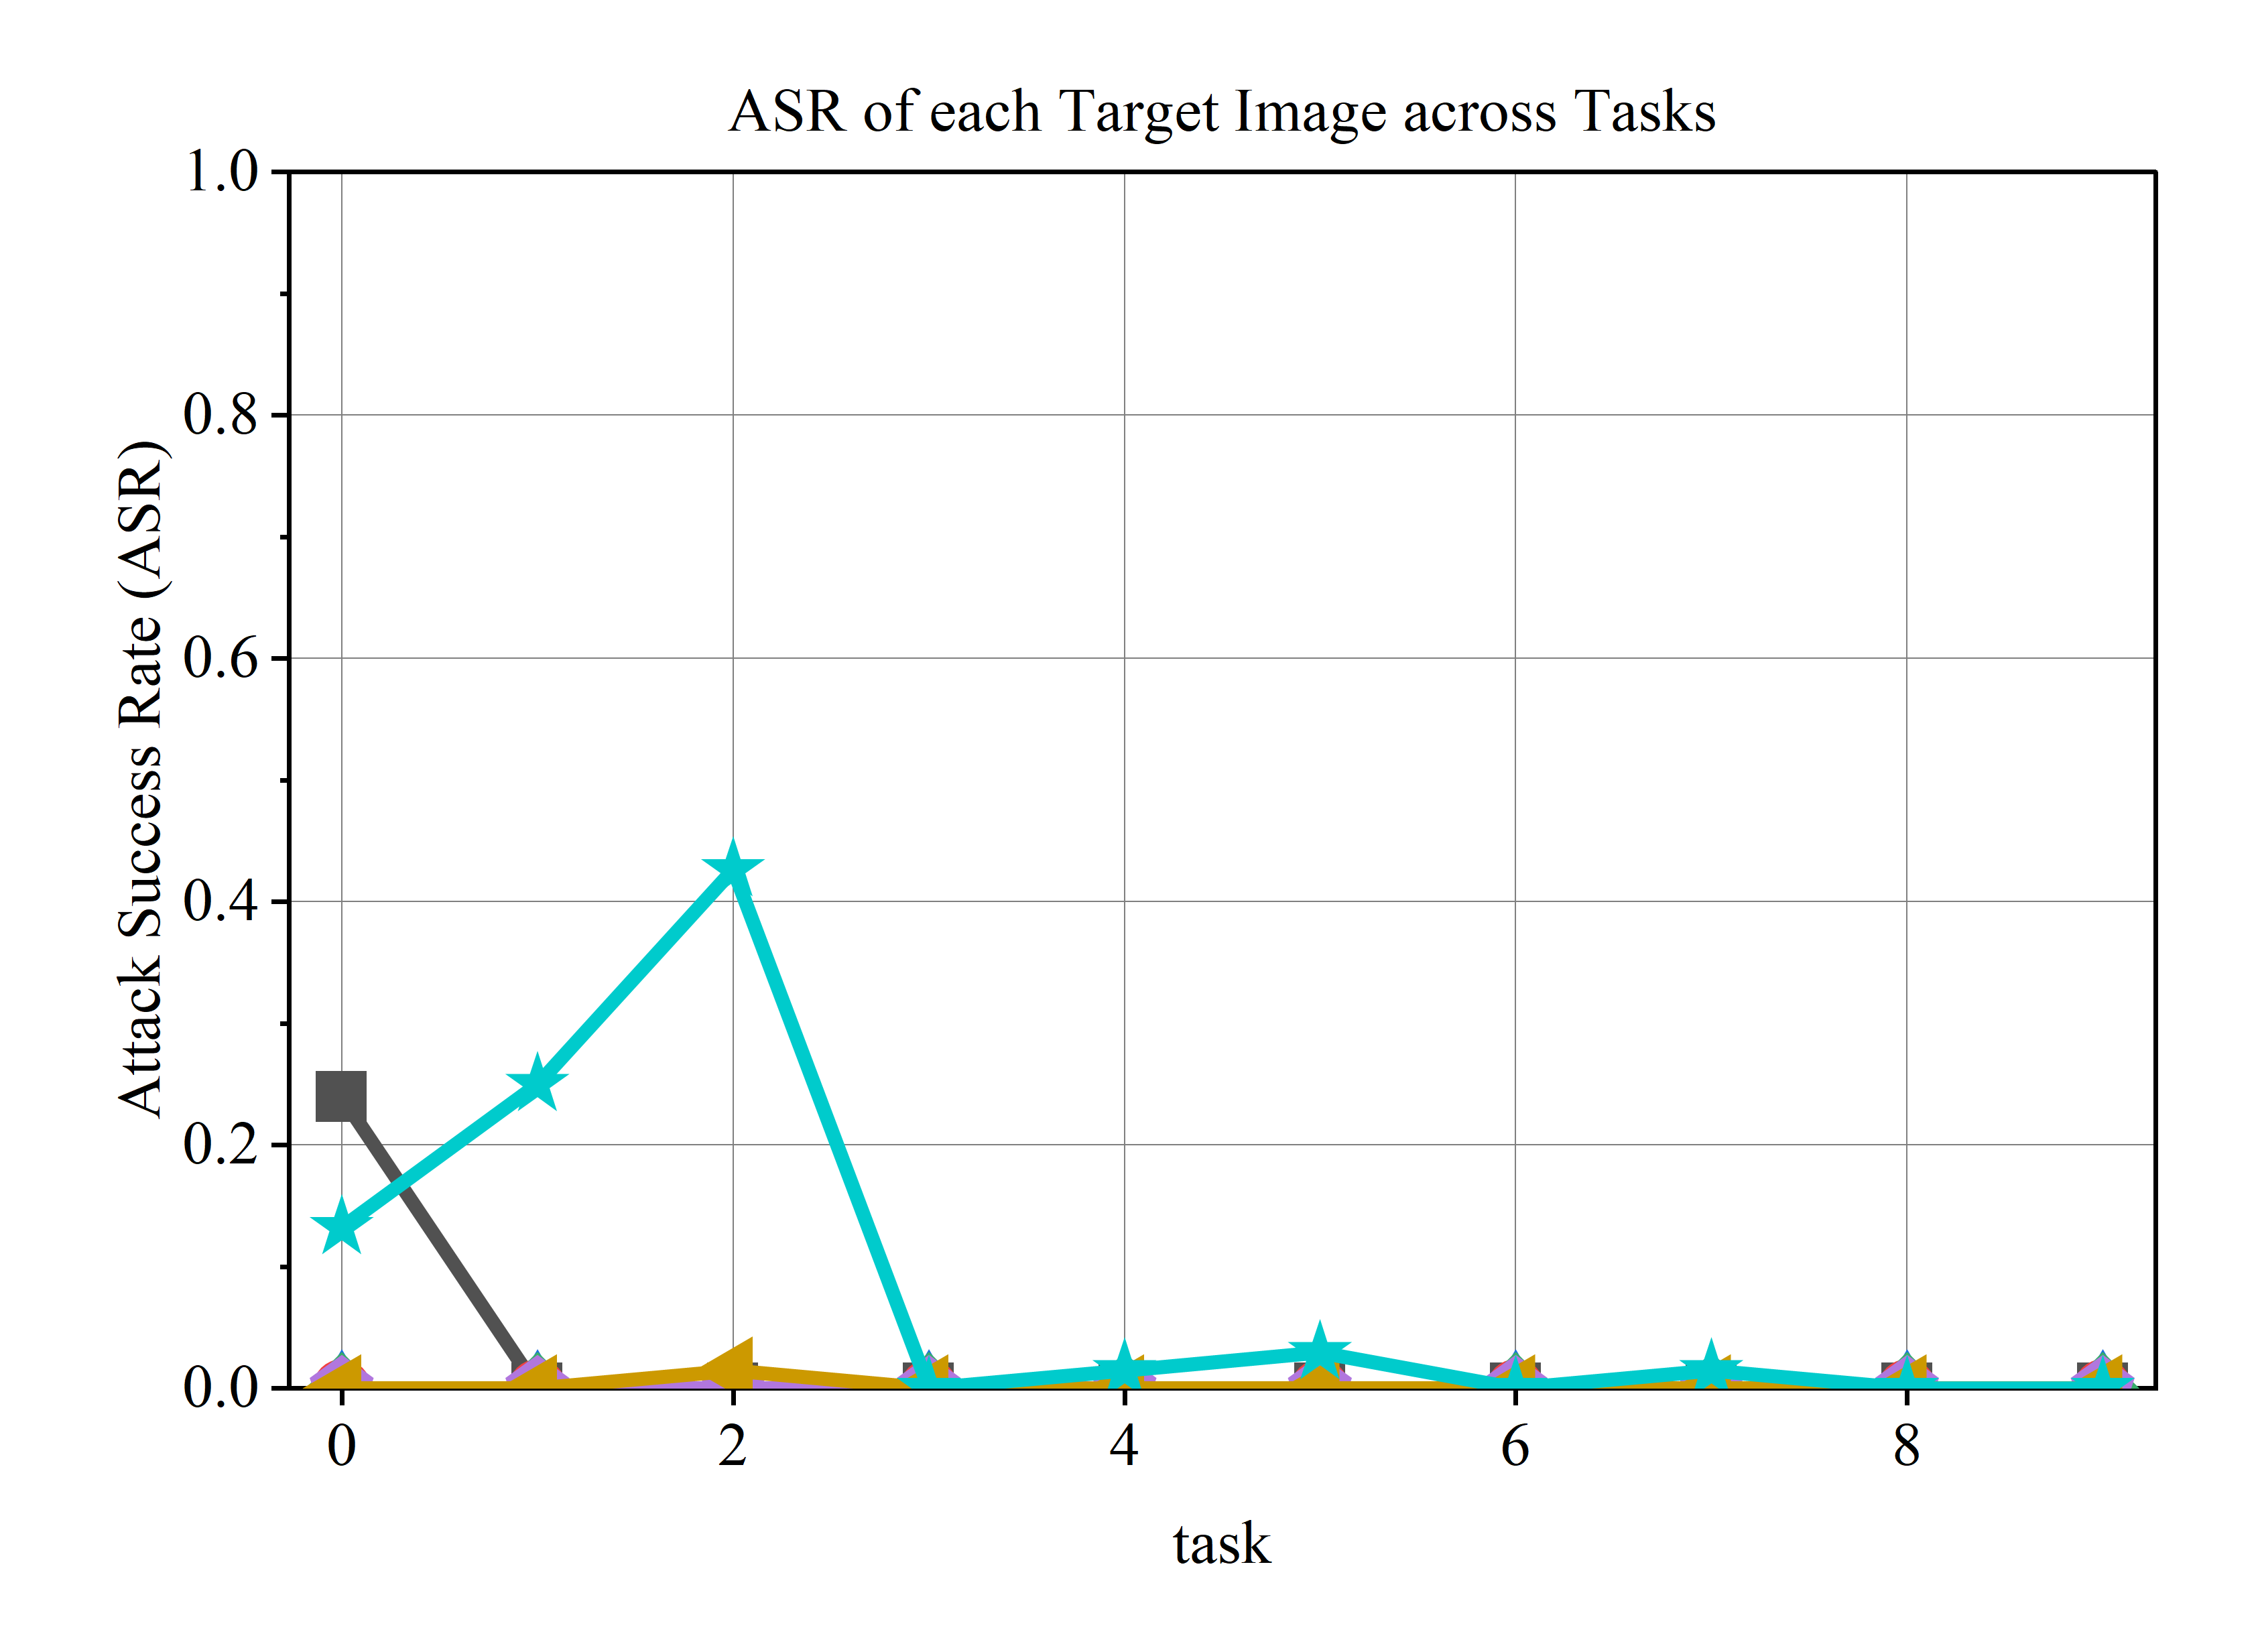 ASR of each Target Image across Tasks
1.0
0.8
0.6
0.4
0.2
0.0
Attack Success Rate (ASR)
0 2 4 6 8
task